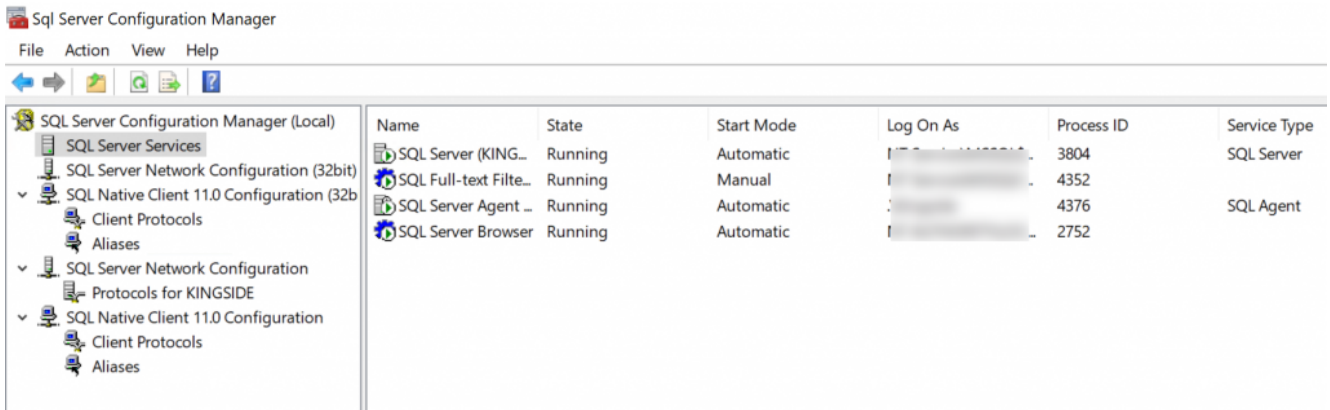 Sql Server Configuration Manager
File Action View Help
SQL Server Configuration Manager (Local)
SQL Server Services
SQL Server Network Configuration (32bit)
SQL Native Client 11.0 Configuration (32b
Client Protocols
Aliases
SQL Server Network Configuration
Protocols for KINGSIDE
SQL Native Client 11.0 Configuration
Client Protocols
Aliases
Name State Start Mode Log On As Process ID Service Type
SQL Server (KING... Running Automatic 3804 SQL Server
SQL Full-text Filte... Running Manual 4352
SQL Server Agent ... Running Automatic 4376 SQL Agent
SQL Server Browser Running Automatic 2752